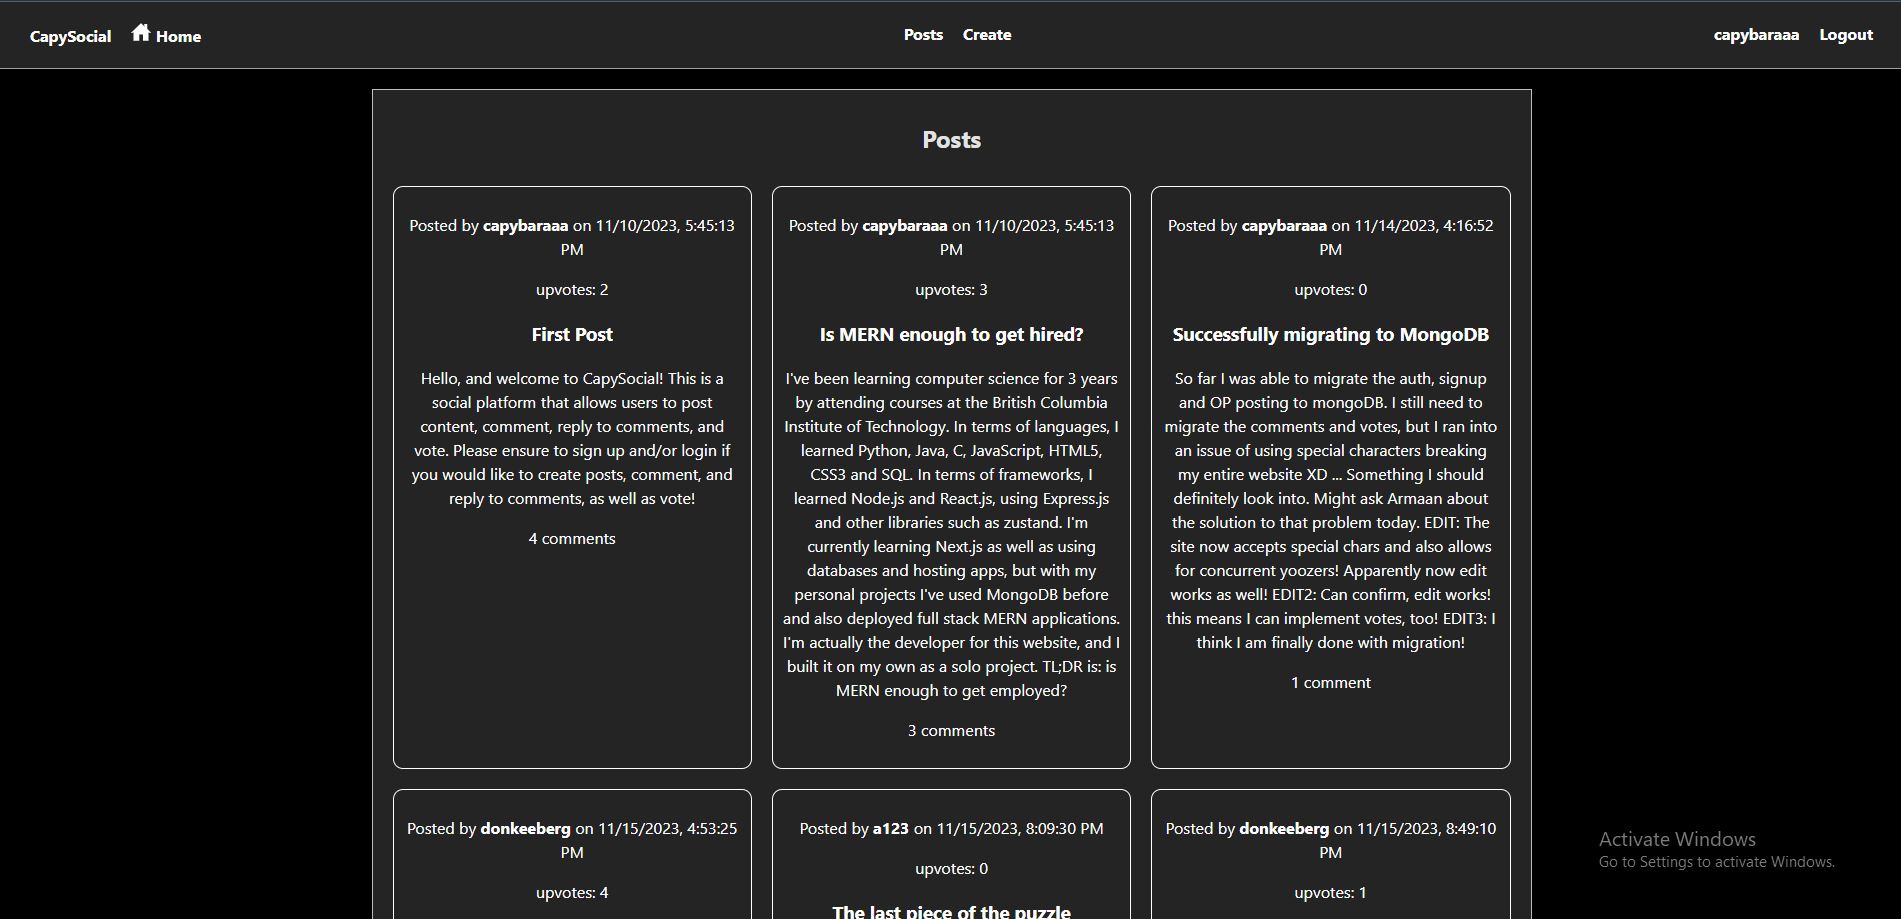 CapySocial Home Posts Create capybaraaa Logout
Posts
Posted by capybaraaa on 11/10/2023, 5:45:13
PM
upvotes: 2
First Post
Hello, and welcome to CapySocial! This is a
social platform that allows users to post
content, comment, reply to comments, and
vote. Please ensure to sign up and/or login if
you would like to create posts, comment, and
reply to comments, as well as vote!
4 comments
Posted by capybaraaa on 11/10/2023, 5:45:13
PM
upvotes: 3
Is MERN enough to get hired?
I've been learning computer science for 3 years
by attending courses at the British Columbia
Institute of Technology. In terms of languages, I
learned Python, Java, C, JavaScript, HTML5,
CSS3 and SQL. In terms of frameworks, I
learned Node.js and React.js, using Express.js
and other libraries such as zustand. I'm
currently learning Next.js as well as using
databases and hosting apps, but with my
personal projects I've used MongoDB before
and also deployed full stack MERN applications.
I'm actually the developer for this website, and I
built it on my own as a solo project. TL;DR is: is
MERN enough to get employed?
3 comments
Posted by capybaraaa on 11/14/2023, 4:16:52
PM
upvotes: 0
Successfully migrating to MongoDB
So far I was able to migrate the auth, signup
and OP posting to mongoDB. I still need to
migrate the comments and votes, but I ran into
an issue of using special characters breaking
my entire website XD ... Something I should
definitely look into. Might ask Armaan about
the solution to that problem today. EDIT: The
site now accepts special chars and also allows
for concurrent yoozers! Apparently now edit
works as well! EDIT2: Can confirm, edit works!
this means I can implement votes, too! EDIT3: I
think I am finally done with migration!
1 comment
Posted by donkeeberg on 11/15/2023, 4:53:25
PM
upvotes: 4
Posted by a123 on 11/15/2023, 8:09:30 PM
upvotes: 0
The last piece of the puzzle
Posted by donkeeberg on 11/15/2023, 8:49:10
PM
upvotes: 1
Activate Windows
Go to Settings to activate Windows.